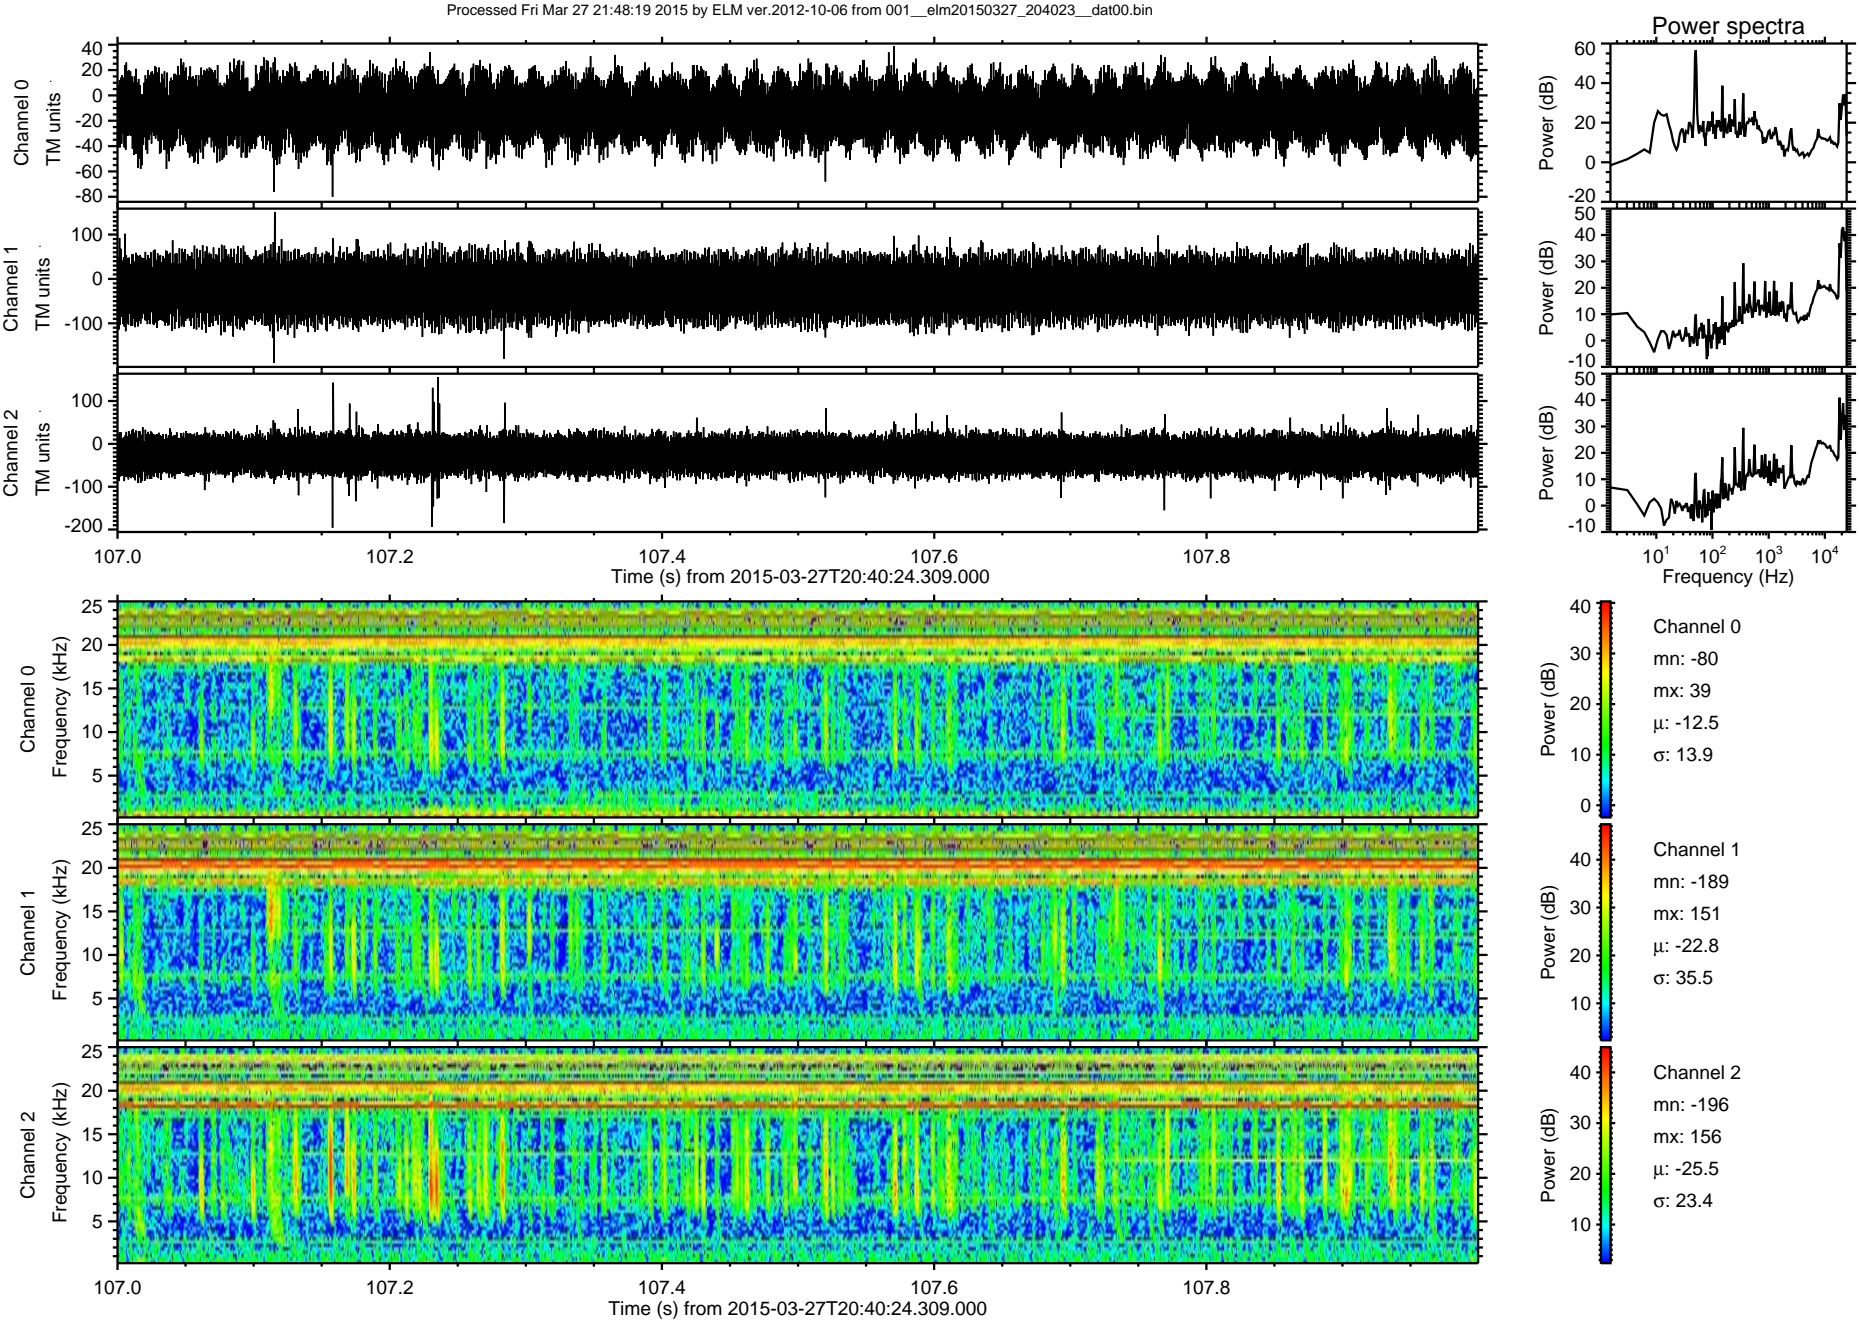 Processed Fri Mar 27 21:48:19 2015 by ELM ver.2012-10-06 from 001__elm20150327_204023__dat00.bin
Power spectra
Channel 0
TM units
40
20
0
-20
-40
-60
-80
Power (dB)
60
40
20
0
-20
Channel 1
TM units
100
0
-100
Power (dB)
50
40
30
20
10
0
-10
Channel 2
TM units
100
0
-100
-200
Power (dB)
50
40
30
20
10
0
-10
107.0 107.2 107.4 107.6 107.8
Time (s) from 2015-03-27T20:40:24.309.000
10¹ 10² 10³ 10⁴
Frequency (Hz)
Channel 0
Frequency (kHz)
25
20
15
10
5
Power (dB)
40
30
20
10
0
Channel 0
mn: -80
mx: 39
μ: -12.5
σ: 13.9
Channel 1
Frequency (kHz)
25
20
15
10
5
Power (dB)
40
30
20
10
Channel 1
mn: -189
mx: 151
μ: -22.8
σ: 35.5
Channel 2
Frequency (kHz)
25
20
15
10
5
Power (dB)
40
30
20
10
Channel 2
mn: -196
mx: 156
μ: -25.5
σ: 23.4
107.0 107.2 107.4 107.6 107.8
Time (s) from 2015-03-27T20:40:24.309.000